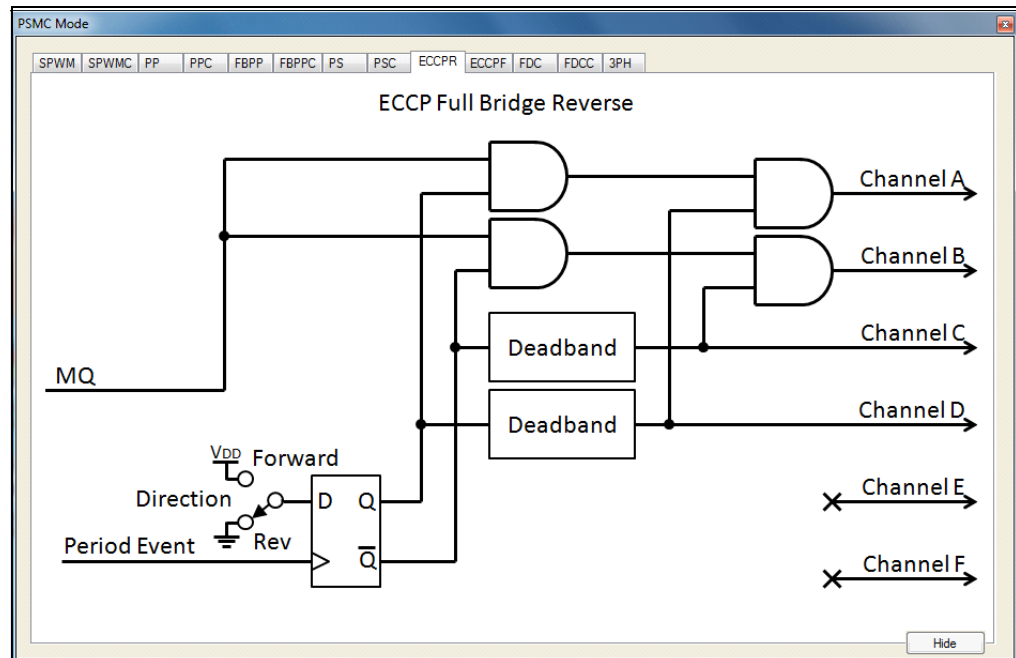 PSMC Mode
SPWM SPWMC PP PPC FBPP FBPPC PS PSC ECCPR ECCPF FDC FDCC 3PH
ECCP Full Bridge Reverse
Channel A
Channel B
Deadband
Channel C
MQ
Deadband
Channel D
VDD Forward
Direction
D Q
Channel E
Rev
Period Event
Q̅
Channel F
Hide